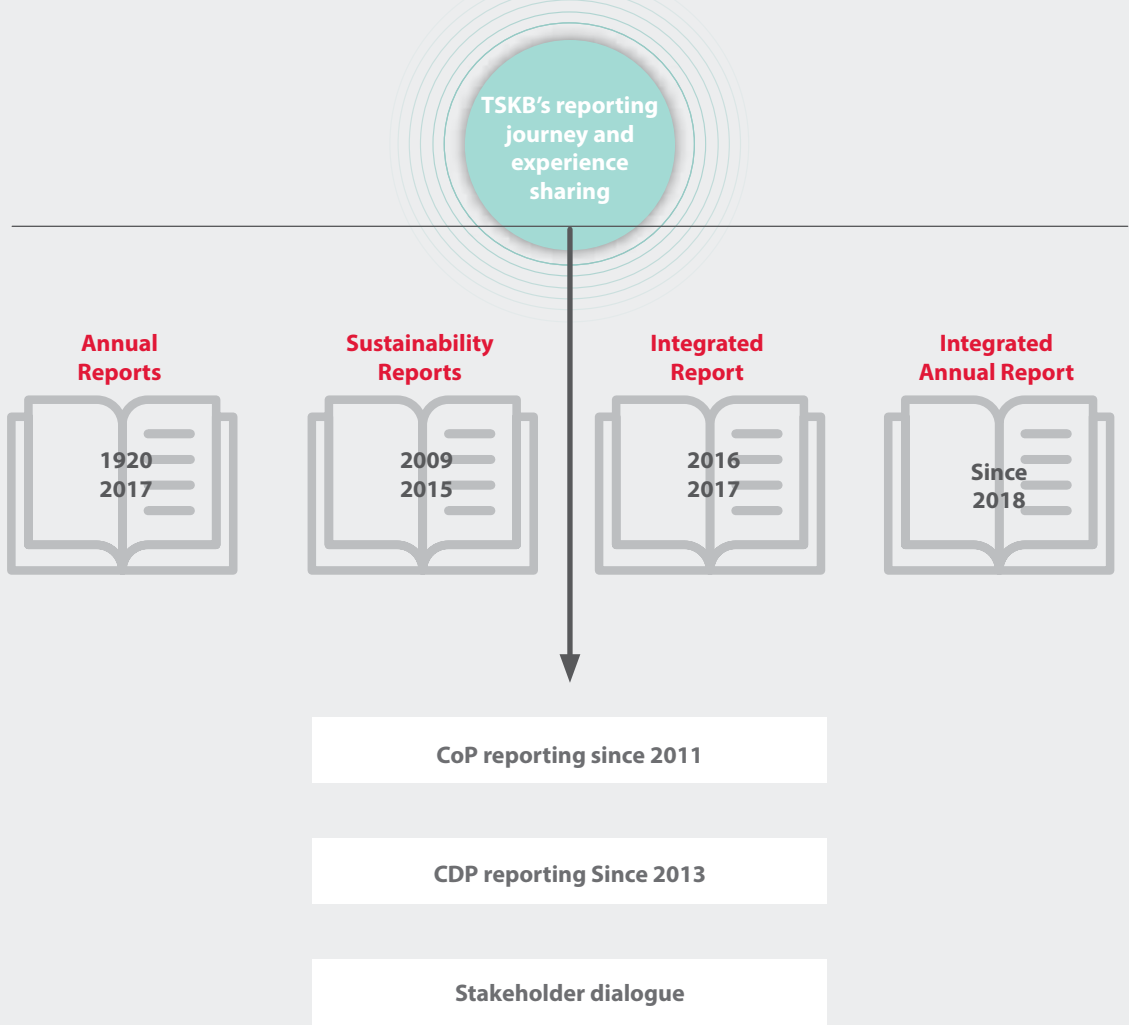 TSKB's reporting
journey and
experience
sharing
Annual
Reports
1920
2017
Sustainability
Reports
2009
2015
Integrated
Report
2016
2017
Integrated
Annual Report
Since
2018
CoP reporting since 2011
CDP reporting Since 2013
Stakeholder dialogue